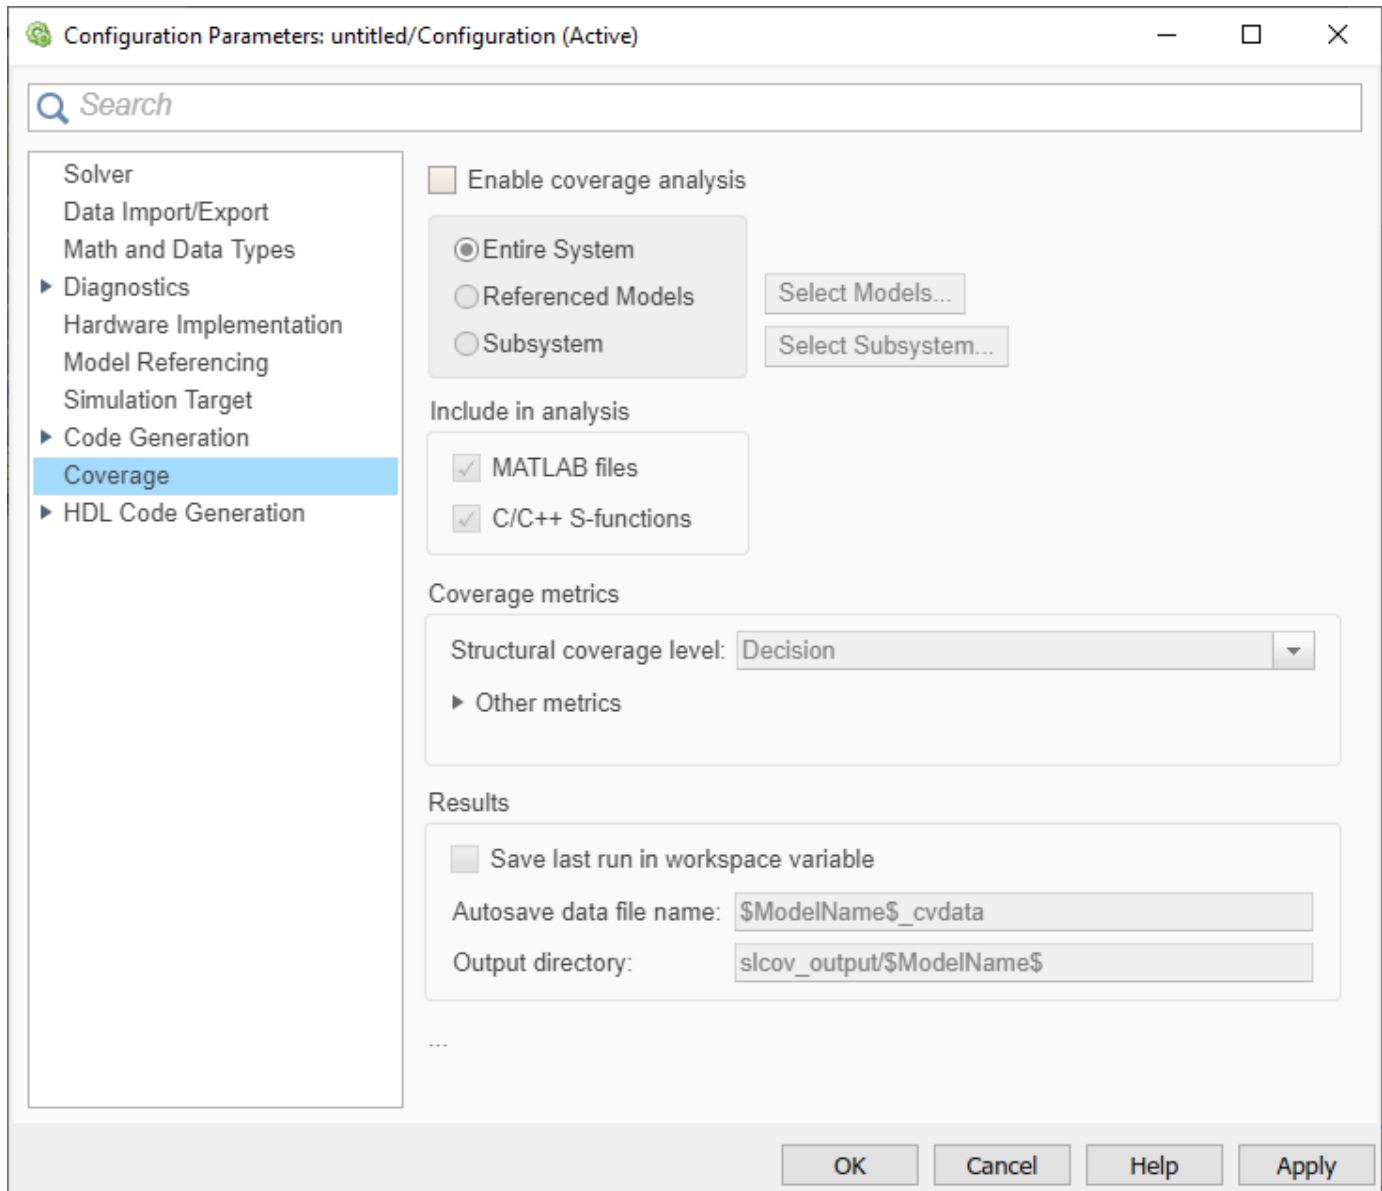 Configuration Parameters: untitled/Configuration (Active)
Search
Solver
Data Import/Export
Math and Data Types
Diagnostics
Hardware Implementation
Model Referencing
Simulation Target
Code Generation
Coverage
HDL Code Generation
Enable coverage analysis
Entire System
Referenced Models
Select Models...
Subsystem
Select Subsystem...
Include in analysis
MATLAB files
C/C++ S-functions
Coverage metrics
Structural coverage level: Decision
Other metrics
Results
Save last run in workspace variable
Autosave data file name: $ModelName$_cvdata
Output directory: slcov_output/$ModelName$
...
OK Cancel Help Apply